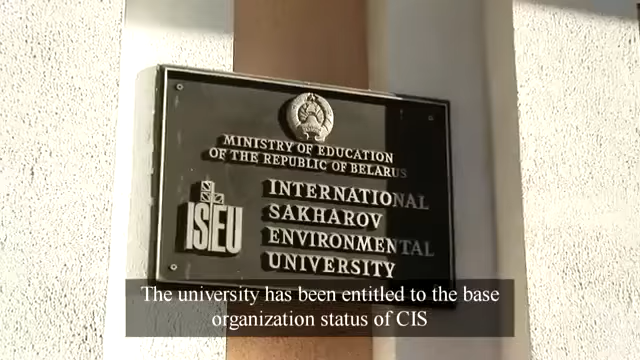 MINISTRY OF EDUCATION
OF THE REPUBLIC OF BELARUS
ISEU
INTERNATIONAL
SAKHAROV
ENVIRONMENTAL
UNIVERSITY
The university has been entitled to the base
organization status of CIS